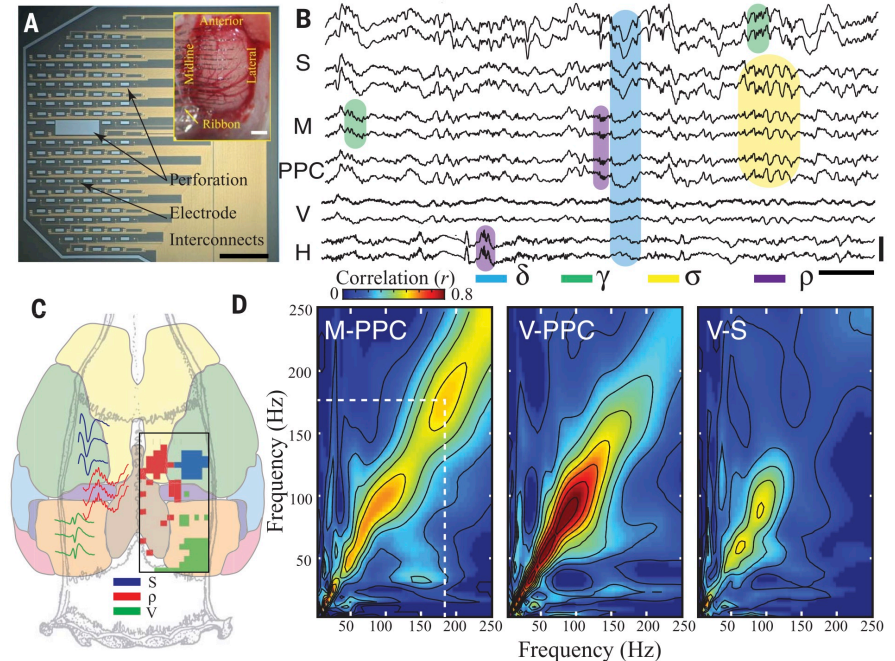 A
Anterior
Midline
Lateral
Ribbon
Perforation
Electrode
Interconnects
B
S
M
PPC
V
H
δ
γ
σ
ρ
C
S
ρ
V
D
Correlation (r)
0
0.8
M-PPC
V-PPC
V-S
250
200
150
100
50
Frequency (Hz)
50
100
150
200
250
50
100
150
200
250
50
100
150
200
250
Frequency (Hz)